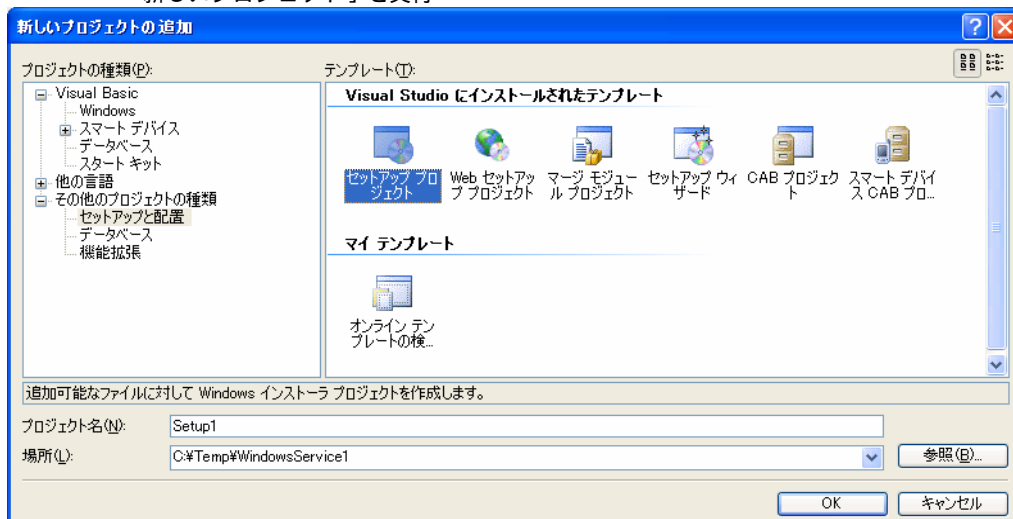 新しいプロジェクト」を実行
新しいプロジェクトの追加
プロジェクトの種類(P):
テンプレート(T):
Visual Basic
Windows
スマート デバイス
データベース
スタート キット
他の言語
その他のプロジェクトの種類
セットアップと配置
データベース
機能拡張
Visual Studio にインストールされたテンプレート
セットアップ プロ
ジェクト
Web セットアッ
プ プロジェクト
マージ モジュー
ル プロジェクト
セットアップ ウィ
ザード
CAB プロジェク
ト
スマート デバイ
ス CAB プロ...
マイ テンプレート
オンライン テン
プレートの検...
追加可能なファイルに対して Windows インストーラ プロジェクトを作成します。
プロジェクト名(N):
Setup1
場所(L):
C:¥Temp¥WindowsService1
参照(B)...
OK
キャンセル